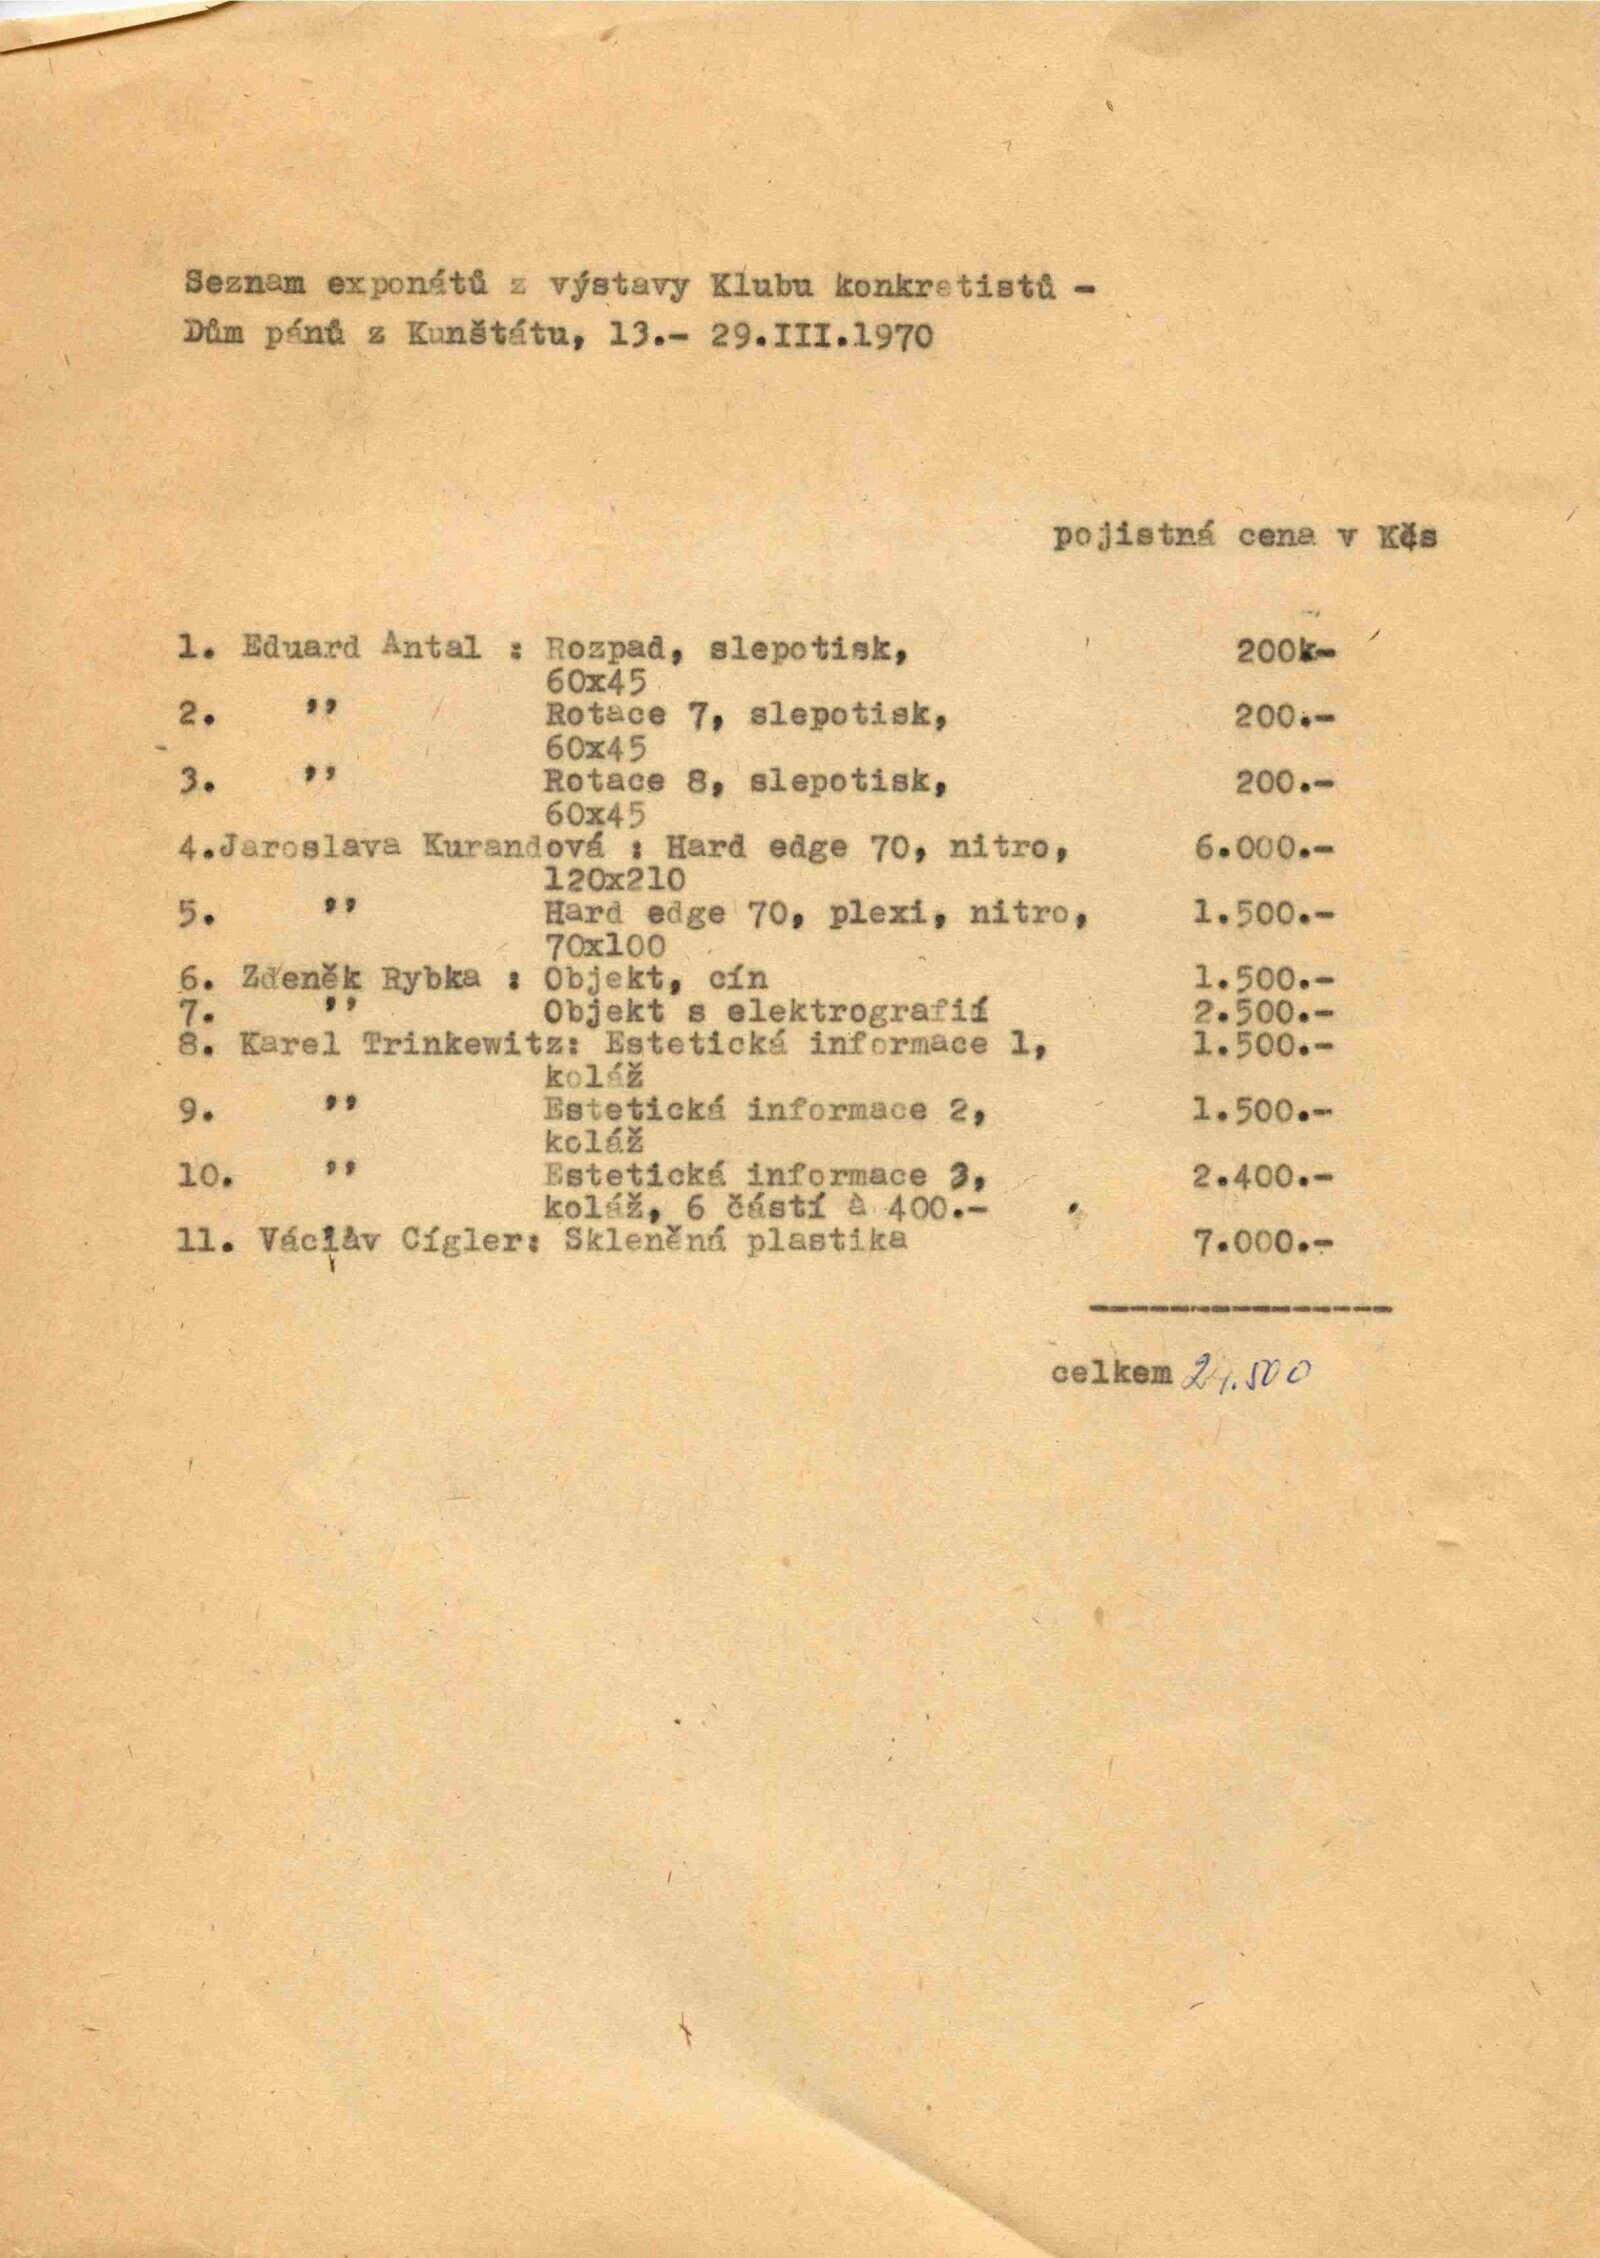 Seznam exponátů z výstavy Klubu konkretistů -
Dům pánů z Kunštátu, 13.- 29.III.1970
pojistná cena v Kčs
1. Eduard Antal : Rozpad, slepotisk, 200k-
60x45
2. " Rotace 7, slepotisk, 200.-
60x45
3. " Rotace 8, slepotisk, 200.-
60x45
4.Jaroslava Kurandová : Hard edge 70, nitro, 6.000.-
120x210
5. " Hard edge 70, plexi, nitro, 1.500.-
70x100
6. Zdeněk Rybka : Objekt, cín 1.500.-
7. " Objekt s elektrografií 2.500.-
8. Karel Trinkewitz: Estetická informace 1, 1.500.-
koláž
9. " Estetická informace 2, 1.500.-
koláž
10. " Estetická informace 3, 2.400.-
koláž, 6 částí à 400.-
11. Václav Cígler: Skleněná plastika 7.000.-
celkem 24.500